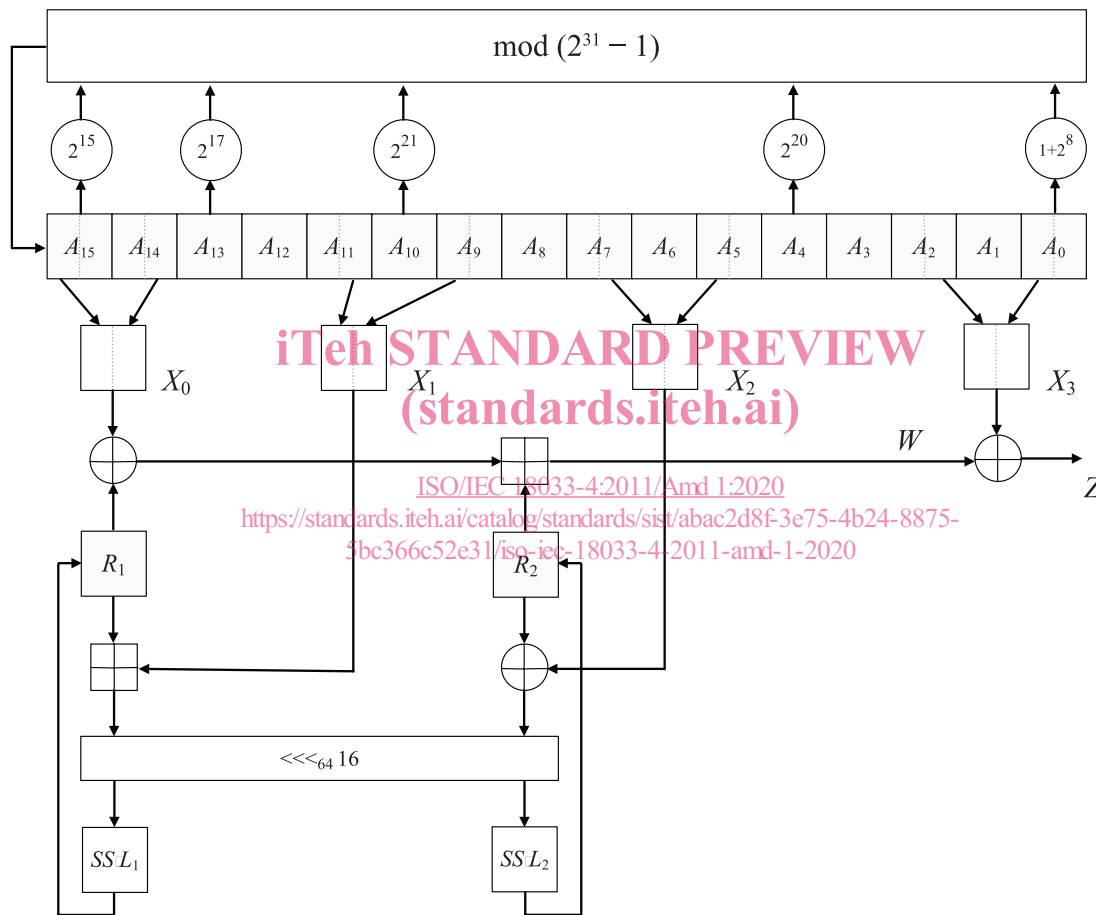 mod (2³¹ − 1)
2¹⁵ 2¹⁷ 2²¹ 2²⁰ 1+2⁸
A₁₅ A₁₄ A₁₃ A₁₂ A₁₁ A₁₀ A₉ A₈ A₇ A₆ A₅ A₄ A₃ A₂ A₁ A₀
iTeh STANDARD PREVIEW
X₀ X₁ X₂ X₃
(standards.iteh.ai)
W
Z
ISO/IEC 18033-4:2011/Amd 1:2020
https://standards.iteh.ai/catalog/standards/sist/abac2d8f-3e75-4b24-8875-
5bc366c52e31/iso-iec-18033-4-2011-amd-1-2020
R₁ R₂
<<<₆₄ 16
SS·L₁ SS·L₂